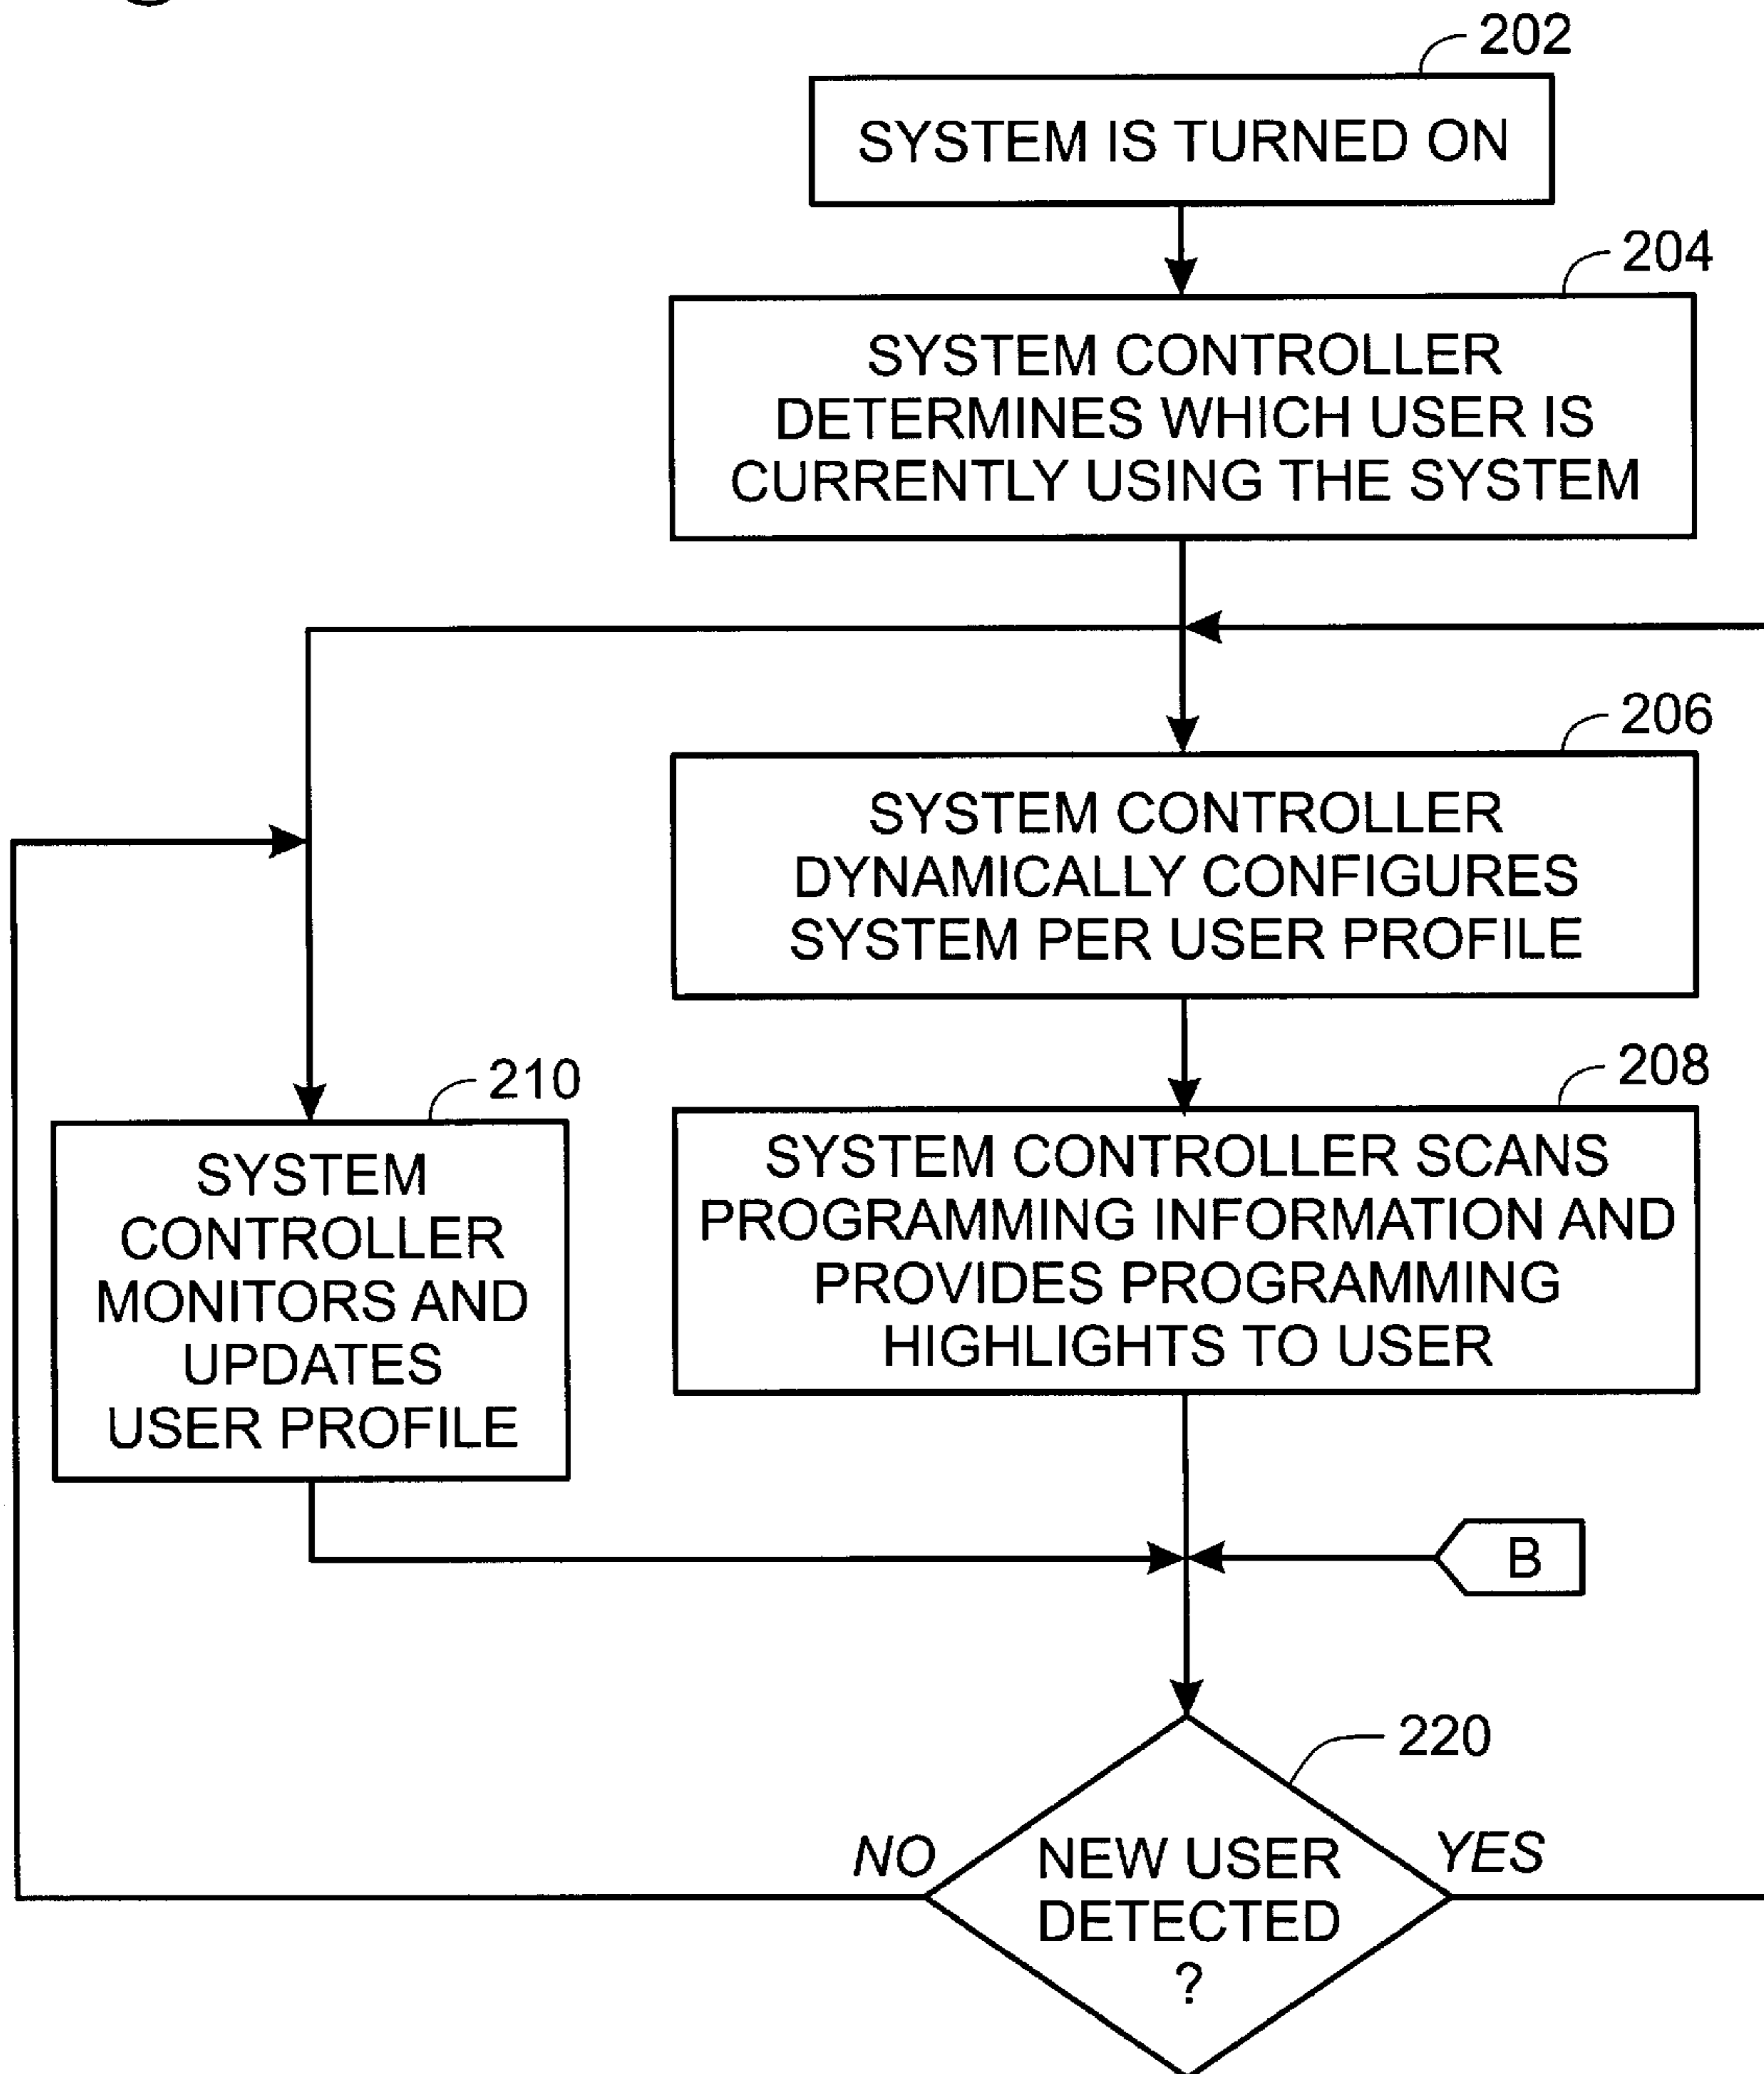 202
SYSTEM IS TURNED ON
204
SYSTEM CONTROLLER
DETERMINES WHICH USER IS
CURRENTLY USING THE SYSTEM
206
SYSTEM CONTROLLER
DYNAMICALLY CONFIGURES
SYSTEM PER USER PROFILE
210
SYSTEM
CONTROLLER
MONITORS AND
UPDATES
USER PROFILE
208
SYSTEM CONTROLLER SCANS
PROGRAMMING INFORMATION AND
PROVIDES PROGRAMMING
HIGHLIGHTS TO USER
B
220
NO
NEW USER
DETECTED
?
YES